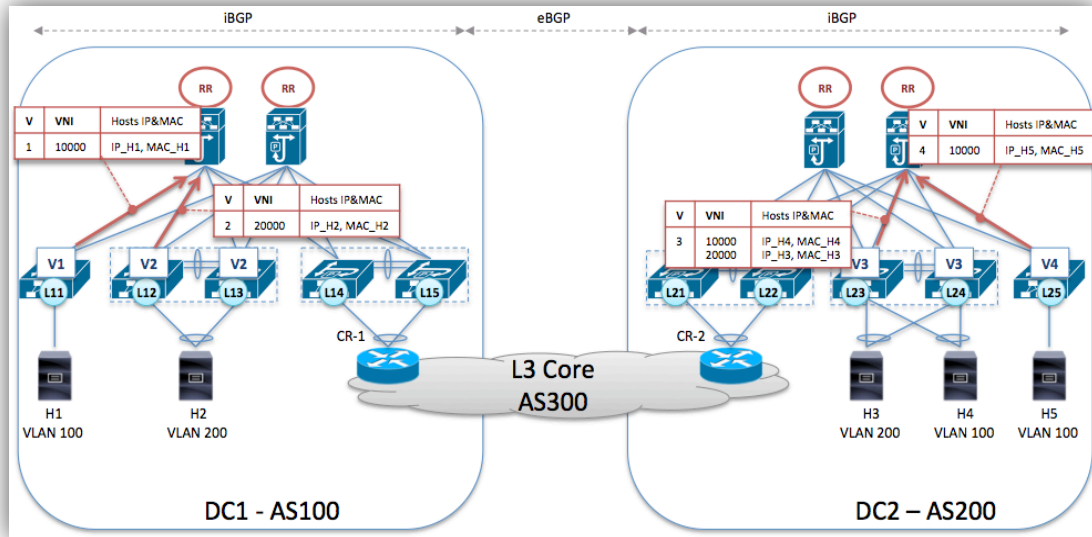 iBGP
eBGP
iBGP
RR
RR
RR
RR
V VNI Hosts IP&MAC
1 10000 IP_H1, MAC_H1
V VNI Hosts IP&MAC
4 10000 IP_H5, MAC_H5
P
P
V VNI Hosts IP&MAC
2 20000 IP_H2, MAC_H2
V VNI Hosts IP&MAC
3 10000 IP_H4, MAC_H4
20000 IP_H3, MAC_H3
V1
V2
V2
V3
V3
V4
L11
L12
L13
L14
L15
L21
L22
L23
L24
L25
CR-1
CR-2
L3 Core
AS300
H1
VLAN 100
H2
VLAN 200
H3
VLAN 200
H4
VLAN 100
H5
VLAN 100
DC1 - AS100
DC2 – AS200